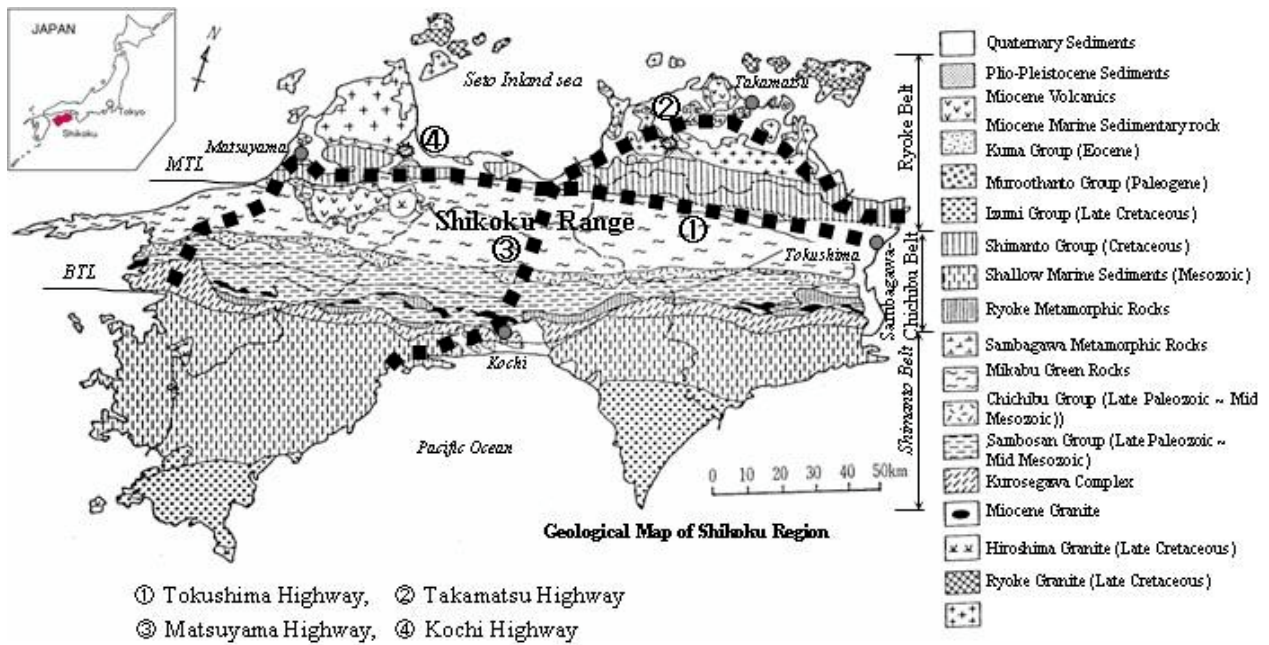 JAPAN
Tokyo
Shikoku
N
Seto Inland sea
Takamatsu
②
④
Matsuyama
MTL
Shikoku Range
①
③
Tokushima
BTL
Kochi
Pacific Ocean
0 10 20 30 40 50km
Geological Map of Shikoku Region
Ryoke Belt
Sambagawa-
Chichibu Belt
Shimanto Belt
Quaternary Sediments
Plio-Pleistocene Sediments
Miocene Volcanics
Miocene Marine Sedimentary rock
Kuma Group (Eocene)
Muroothanto Group (Paleogene)
Izumi Group (Late Cretaceous)
Shimanto Group (Cretaceous)
Shallow Marine Sediments (Mesozoic)
Ryoke Metamorphic Rocks
Sambagawa Metamorphic Rocks
Mikabu Green Rocks
Chichibu Group (Late Paleozoic ~ Mid
Mesozoic))
Sambosan Group (Late Paleozoic ~
Mid Mesozoic)
Kurosegawa Complex
Miocene Granite
Hiroshima Granite (Late Cretaceous)
Ryoke Granite (Late Cretaceous)
① Tokushima Highway, ② Takamatsu Highway
③ Matsuyama Highway, ④ Kochi Highway